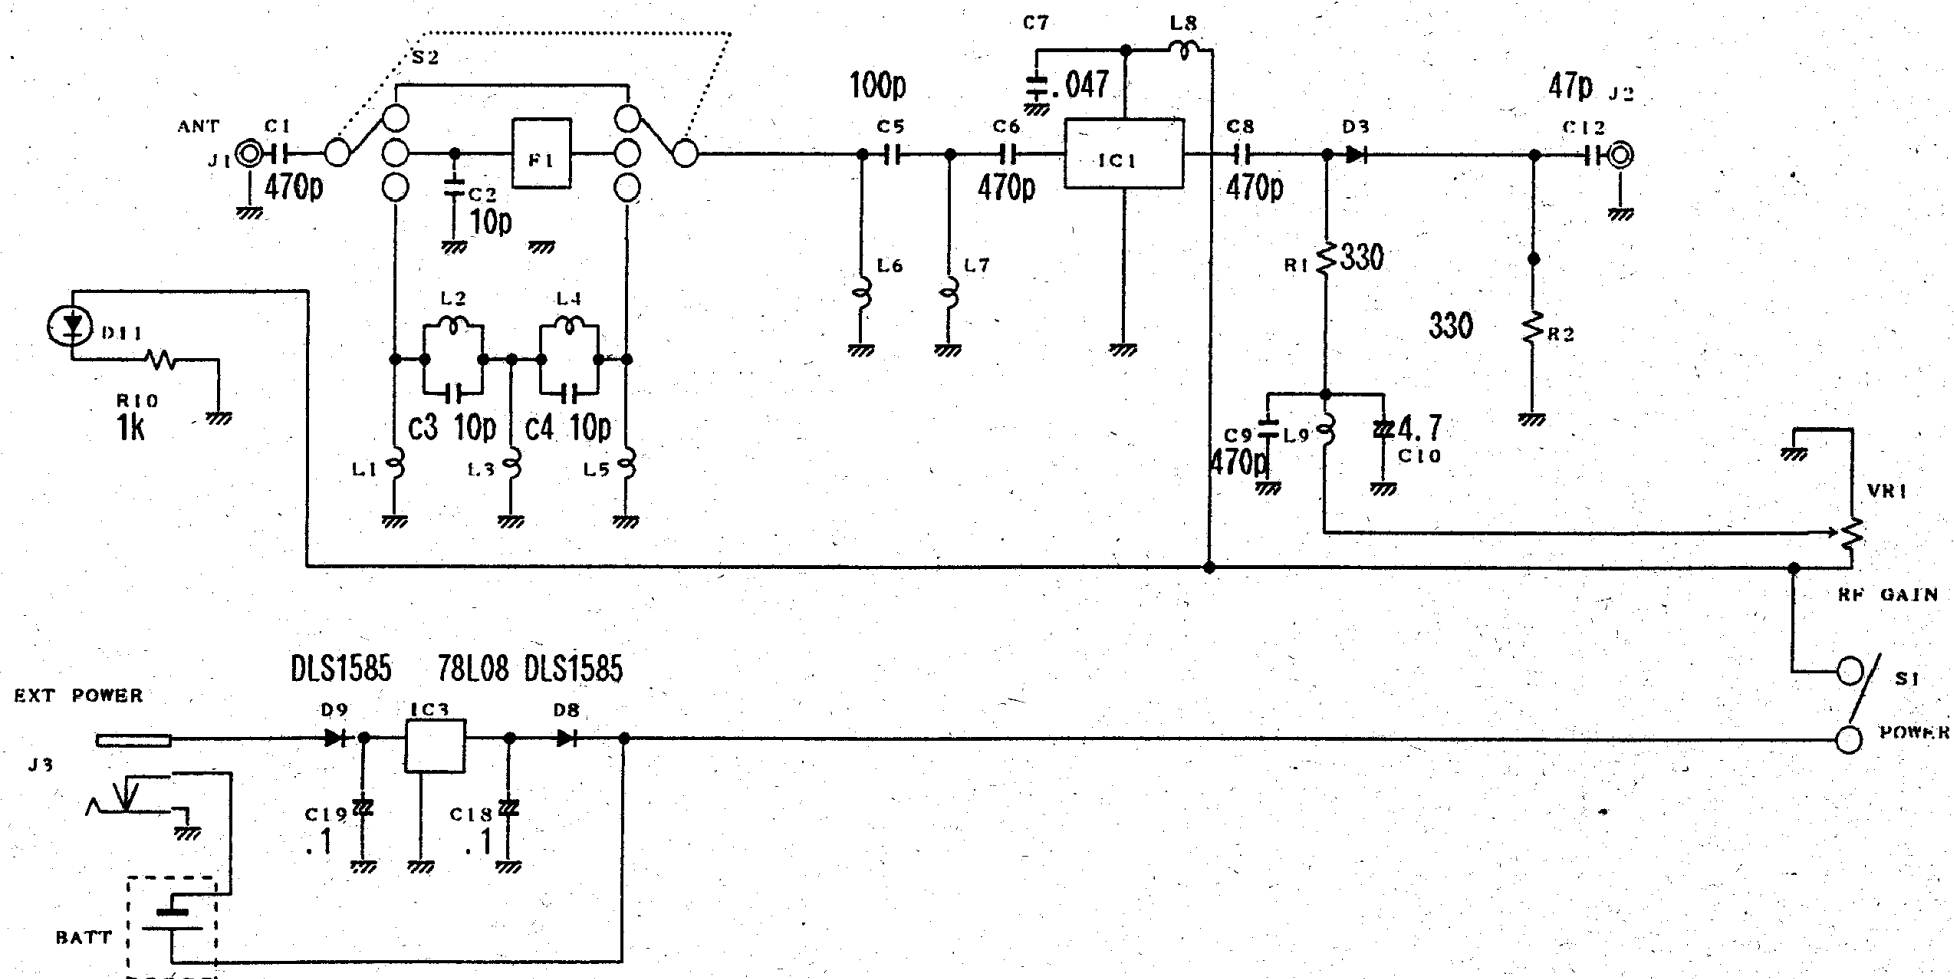 C7
L8
S2
100p
.047
47p
J2
ANT
C1
C5
C6
C8
D3
C12
J1
F1
IC1
470p
C2
10p
470p
470p
L6
L7
R1
330
L2
L4
D11
330
R2
R10
1k
C3
10p
C4
10p
C9
470p
L9
4.7
C10
L1
L3
L5
VR1
RF GAIN
DLS1585
78L08
DLS1585
EXT POWER
S1
D9
IC3
D8
POWER
J3
C19
.1
C18
.1
BATT